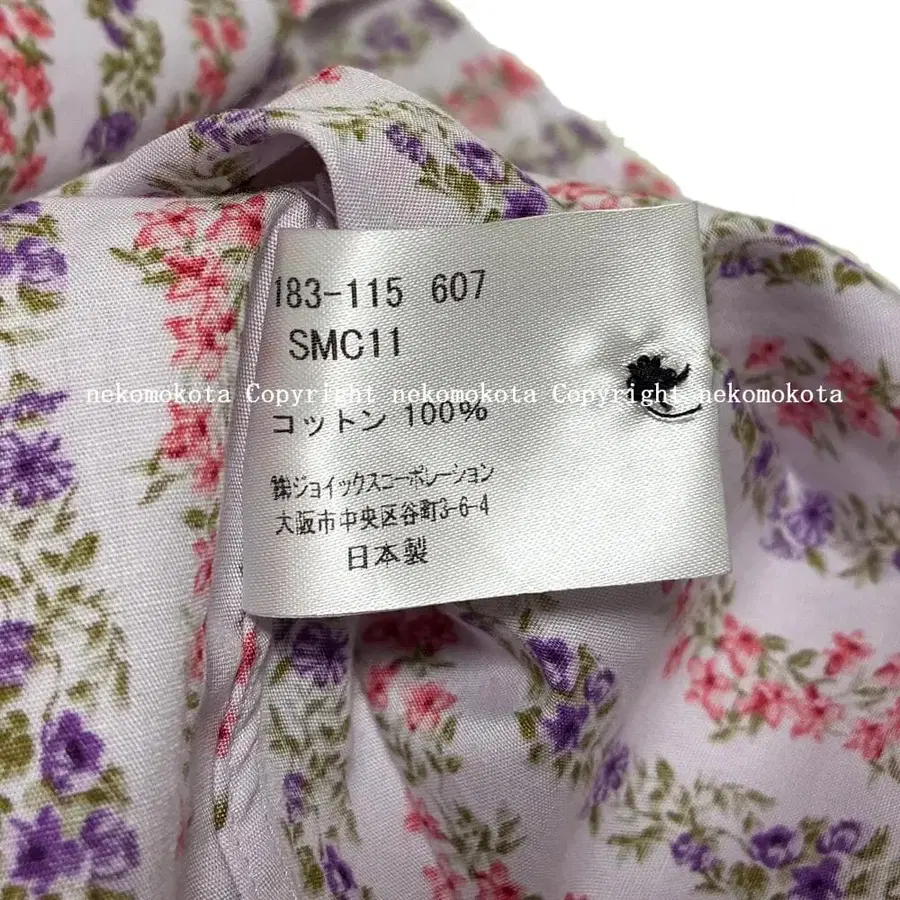 183-115 607
SMC11
nekomokota Copyright nekomokota Copyright nekomokota
コットン 100%
㈱ジョイックスコーポレーション
大阪市中央区谷町3-6-4
日本製